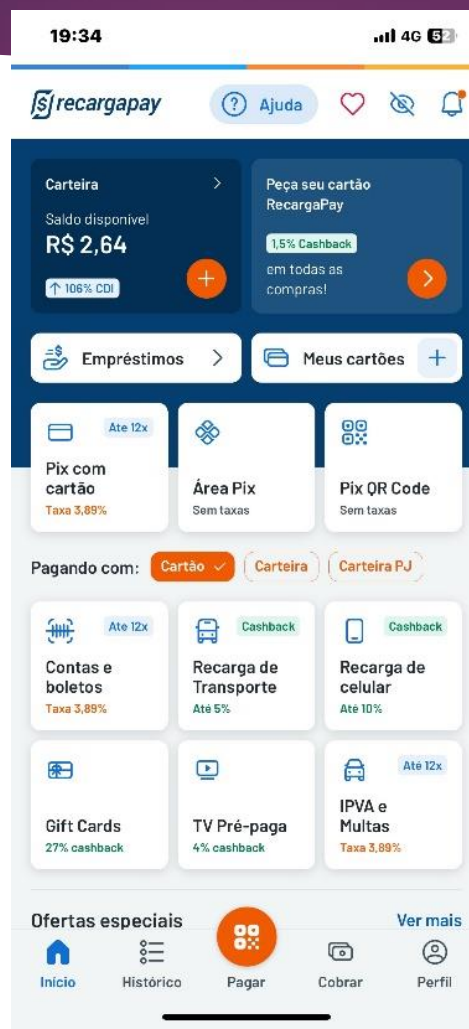 19:34
4G 52
recargapay
Ajuda
Carteira
Saldo disponível
R$ 2,64
106% CDI
Peça seu cartão
RecargaPay
1,5% Cashback
em todas as
compras!
Empréstimos
Meus cartões
Ate 12x
Pix com
cartão
Taxa 3,89%
Área Pix
Sem taxas
Pix QR Code
Sem taxas
Pagando com:
Cartão
Carteira
Carteira PJ
Ate 12x
Contas e
boletos
Taxa 3,89%
Cashback
Recarga de
Transporte
Até 5%
Cashback
Recarga de
celular
Até 10%
Gift Cards
27% cashback
TV Pré-paga
4% cashback
Até 12x
IPVA e
Multas
Taxa 3,89%
Ofertas especiais
Ver mais
Início
Histórico
Pagar
Cobrar
Perfil